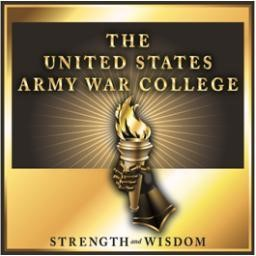 THE
UNITED STATES
ARMY WAR COLLEGE
STRENGTH and WISDOM